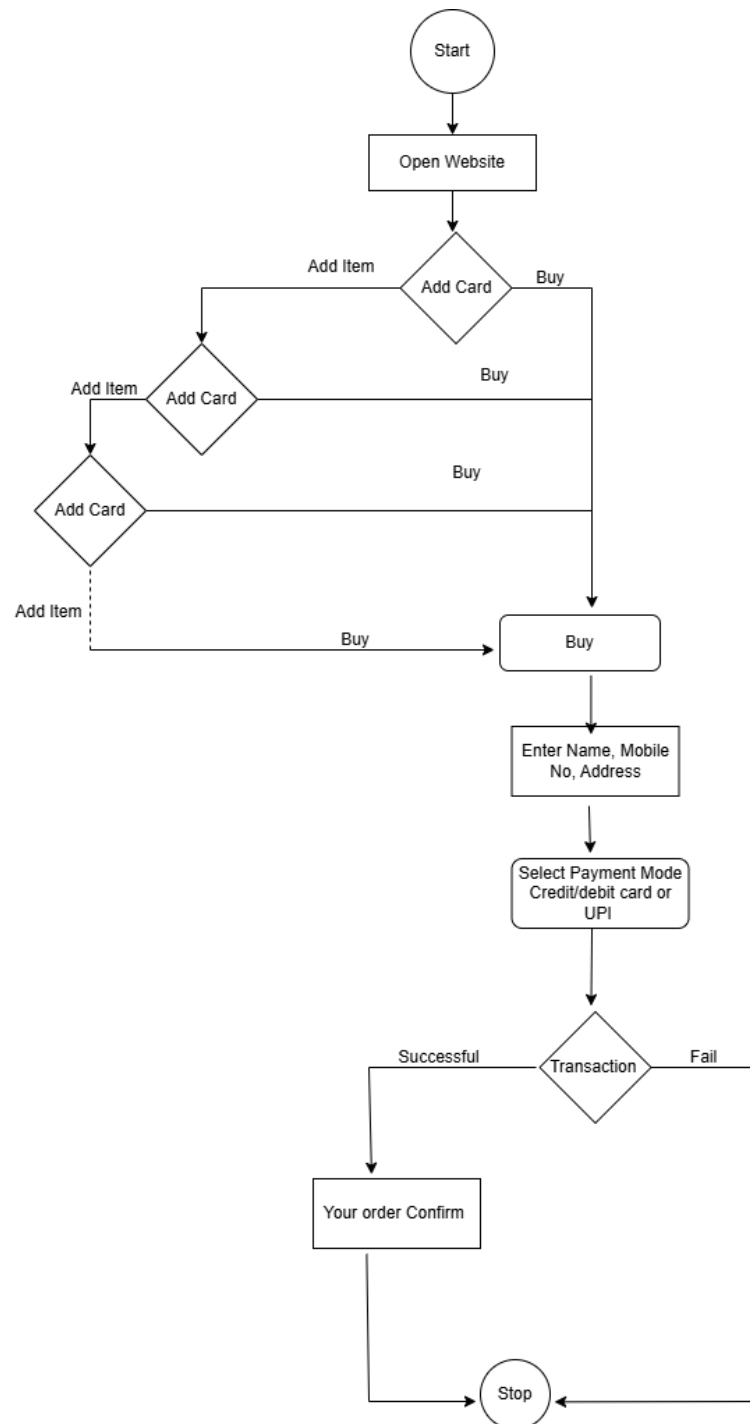 Start
Open Website
Add Item
Add Card
Buy
Add Item
Add Card
Buy
Add Card
Buy
Add Item
Buy
Buy
Enter Name, Mobile
No, Address
Select Payment Mode
Credit/debit card or
UPI
Successful
Transaction
Fail
Your order Confirm
Stop